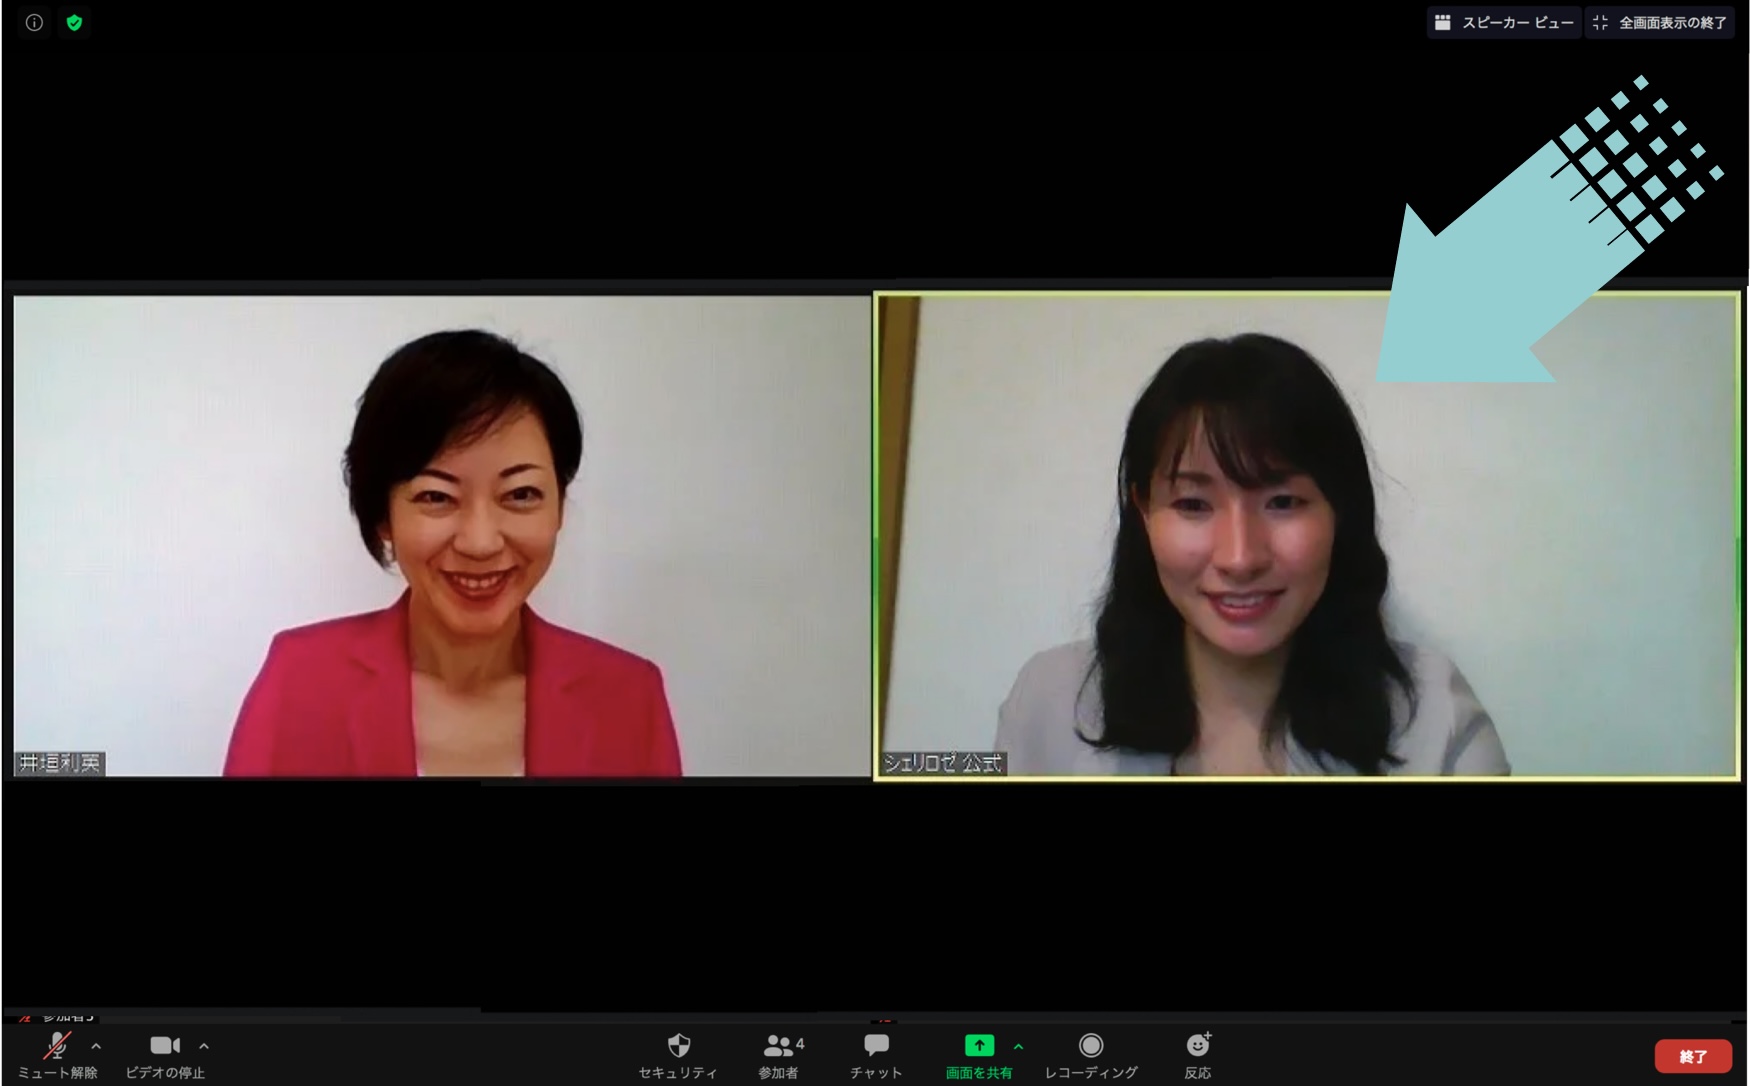 スピーカー ビュー
全画面表示の終了
井垣利英
シェリロゼ 公式
ミュート解除
ビデオの停止
セキュリティ
4
参加者
チャット
画面を共有
レコーディング
反応
終了